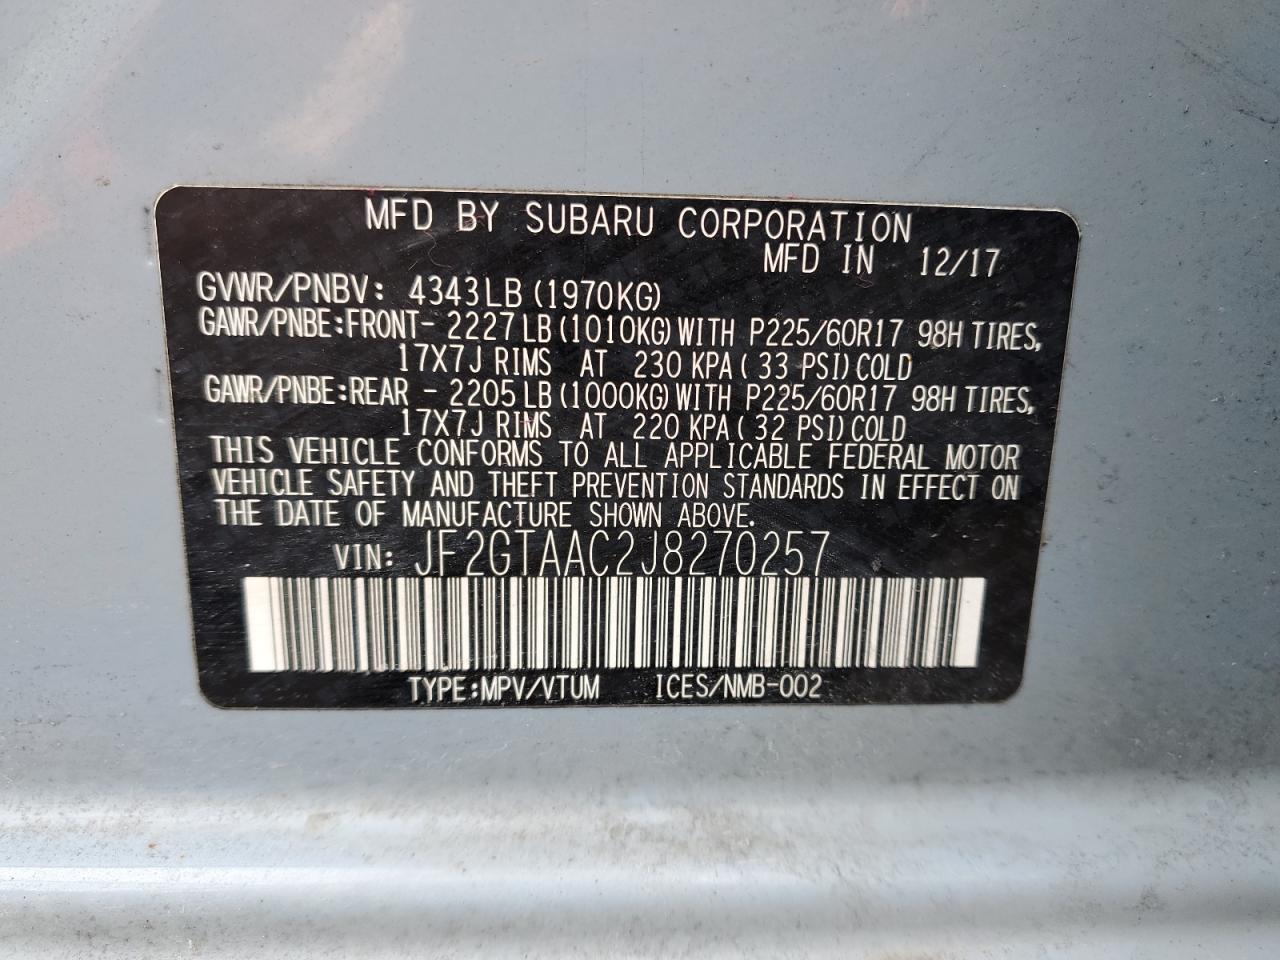 MFD BY SUBARU CORPORATION
MFD IN 12/17
GVWR/PNBV: 4343LB (1970KG)
GAWR/PNBE:FRONT- 2227 LB (1010KG) WITH P225/60R17 98H TIRES,
17X7J RIMS AT 230 KPA ( 33 PSI) COLD
GAWR/PNBE:REAR - 2205 LB (1000KG) WITH P225/60R17 98H TIRES,
17X7J RIMS AT 220 KPA ( 32 PSI) COLD
THIS VEHICLE CONFORMS TO ALL APPLICABLE FEDERAL MOTOR
VEHICLE SAFETY AND THEFT PREVENTION STANDARDS IN EFFECT ON
THE DATE OF MANUFACTURE SHOWN ABOVE.
VIN: JF2GTAAC2J8270257
TYPE:MPV/VTUM ICES/NMB-002